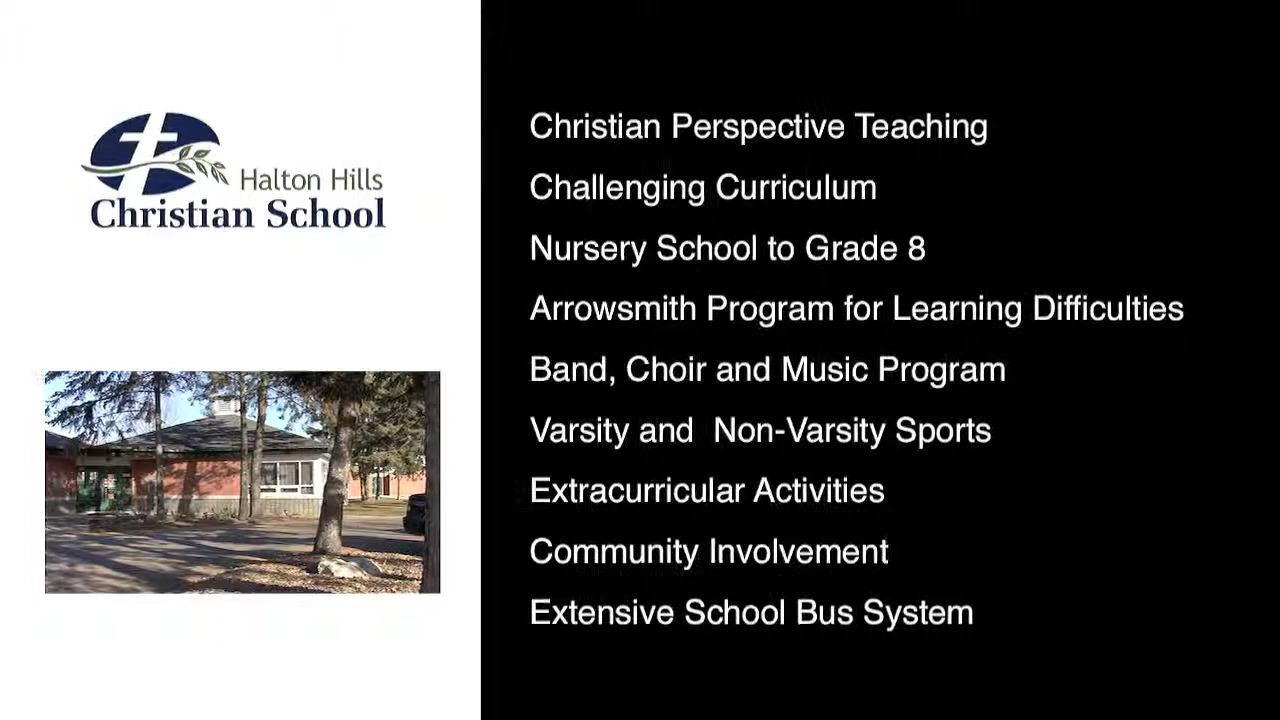 Halton Hills
Christian School
Christian Perspective Teaching
Challenging Curriculum
Nursery School to Grade 8
Arrowsmith Program for Learning Difficulties
Band, Choir and Music Program
Varsity and  Non-Varsity Sports
Extracurricular Activities
Community Involvement
Extensive School Bus System